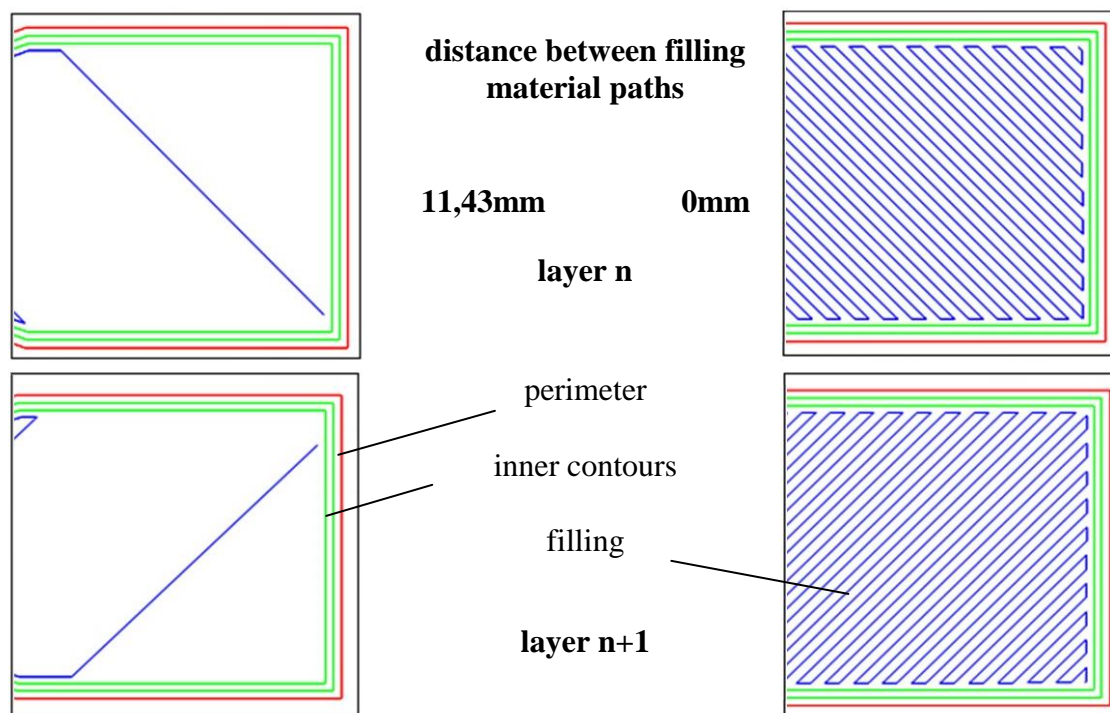 distance between filling
material paths
11,43mm 0mm
layer n
perimeter
inner contours
filling
layer n+1